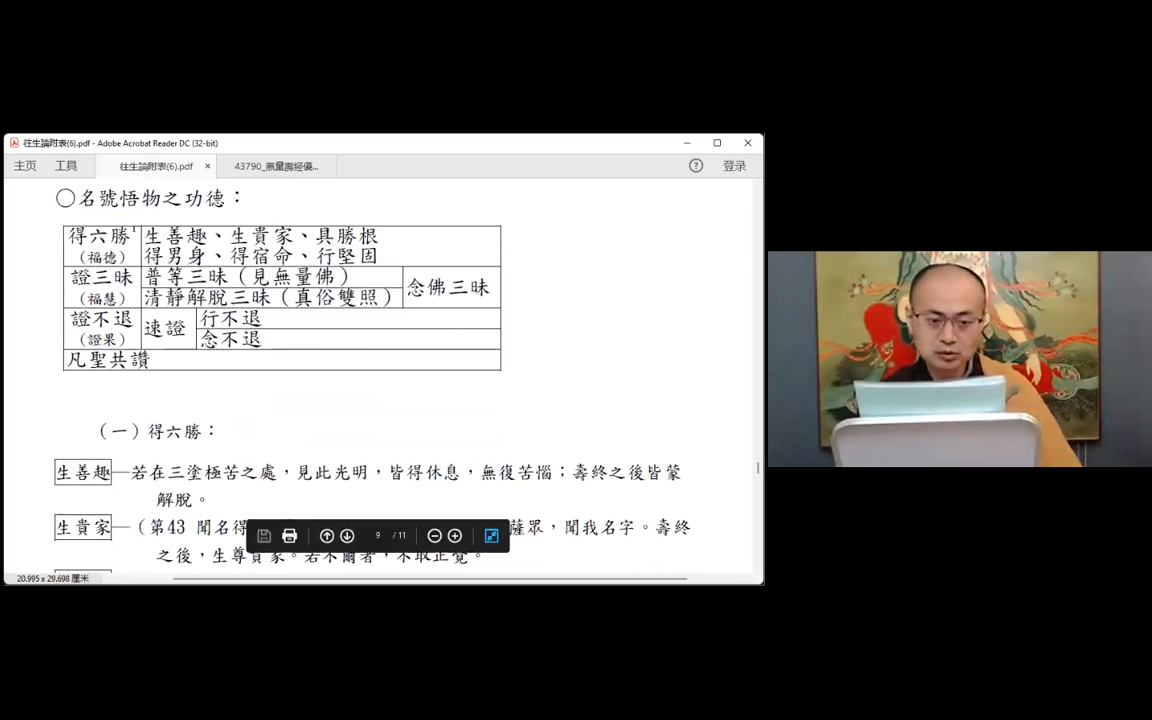 往生論附表(6).pdf - Adobe Acrobat Reader DC (32-bit)
主页 工具 往生論附表(6).pdf × 43790_無量壽經優... 登录
○名號悟物之功德：
得六勝1 生善趣、生貴家、具勝根
（福德） 得男身、得宿命、行堅固
證三昧 普等三昧（見無量佛）
（福慧） 清靜解脫三昧（真俗雙照） 念佛三昧
證不退 速證 行不退
（證果） 念不退
凡聖共讚
（一）得六勝：
生善趣—若在三塗極苦之處，見此光明，皆得休息，無復苦惱；壽終之後皆蒙
解脫。
生貴家—（第43 聞名得 薩眾，聞我名字。壽終
之後，生尊貴家。若不爾者，不取正覺。
9 / 11
20.995 x 29.698 厘米